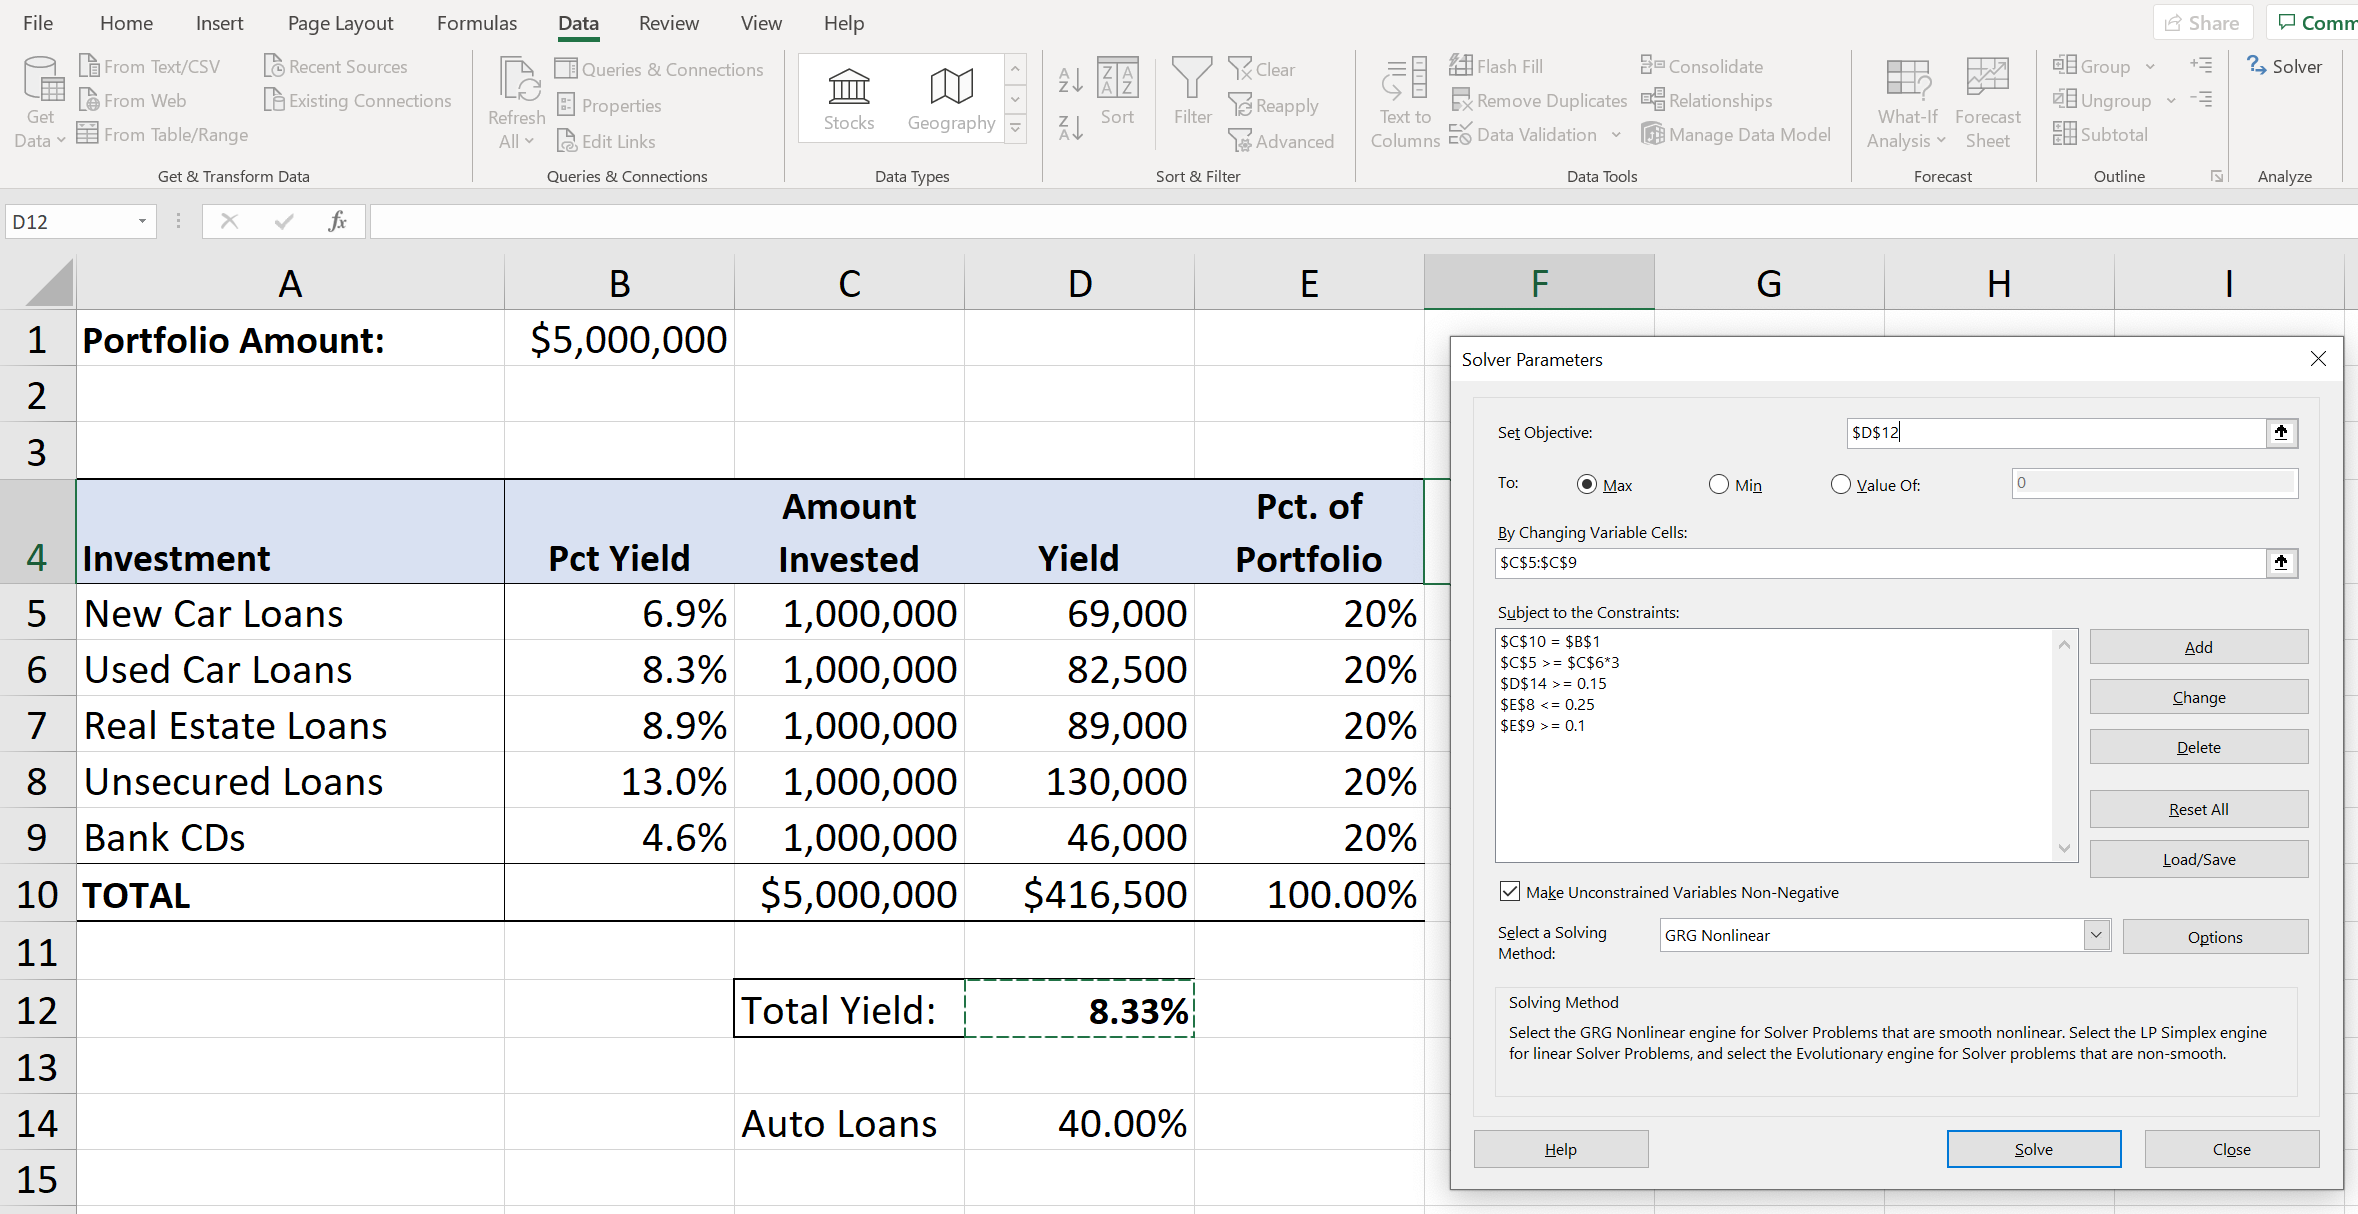 File Home Insert Page Layout Formulas Data Review View Help Share Comm
Get Data
From Text/CSV
From Web
From Table/Range
Recent Sources
Existing Connections
Get & Transform Data
Refresh All
Queries & Connections
Properties
Edit Links
Queries & Connections
Stocks
Geography
Data Types
Sort
Filter
Clear
Reapply
Advanced
Sort & Filter
Text to Columns
Flash Fill
Remove Duplicates
Data Validation
Consolidate
Relationships
Manage Data Model
Data Tools
What-If Analysis
Forecast Sheet
Forecast
Group
Ungroup
Subtotal
Outline
Solver
Analyze
D12 fx
A B C D E F G H I
1 Portfolio Amount: $5,000,000
2
3
4 Investment Pct Yield Amount Invested Yield Pct. of Portfolio
5 New Car Loans 6.9% 1,000,000 69,000 20%
6 Used Car Loans 8.3% 1,000,000 82,500 20%
7 Real Estate Loans 8.9% 1,000,000 89,000 20%
8 Unsecured Loans 13.0% 1,000,000 130,000 20%
9 Bank CDs 4.6% 1,000,000 46,000 20%
10 TOTAL $5,000,000 $416,500 100.00%
11
12 Total Yield: 8.33%
13
14 Auto Loans 40.00%
15
Solver Parameters
Set Objective: $D$12
To: Max Min Value Of: 0
By Changing Variable Cells:
$C$5:$C$9
Subject to the Constraints:
$C$10 = $B$1
$C$5 >= $C$6*3
$D$14 >= 0.15
$E$8 <= 0.25
$E$9 >= 0.1
Add
Change
Delete
Reset All
Load/Save
Make Unconstrained Variables Non-Negative
Select a Solving Method: GRG Nonlinear Options
Solving Method
Select the GRG Nonlinear engine for Solver Problems that are smooth nonlinear. Select the LP Simplex engine
for linear Solver Problems, and select the Evolutionary engine for Solver problems that are non-smooth.
Help Solve Close